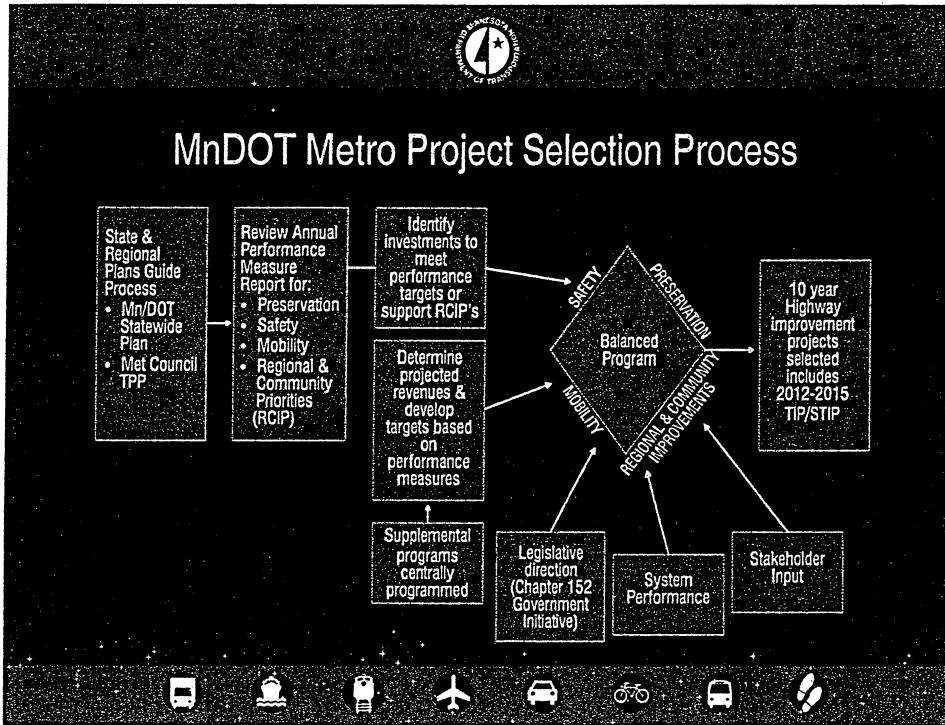 MINNESOTA DEPARTMENT OF TRANSPORTATION
MnDOT Metro Project Selection Process
State &
Regional
Plans Guide
Process
• Mn/DOT
Statewide
Plan
• Met Council
TPP
Review Annual
Performance
Measure
Report for:
• Preservation
• Safety
• Mobility
• Regional &
Community
Priorities
(RCIP)
Identify
investments to
meet
performance
targets or
support RCIP's
Determine
projected
revenues &
develop
targets based
on
performance
measures
Supplemental
programs
centrally
programmed
SAFETY
PRESERVATION
Balanced
Program
MOBILITY
REGIONAL & COMMUNITY
IMPROVEMENTS
Legislative
direction
(Chapter 152
Government
Initiative)
System
Performance
Stakeholder
Input
10 year
Highway
improvement
projects
selected
includes
2012-2015
TIP/STIP